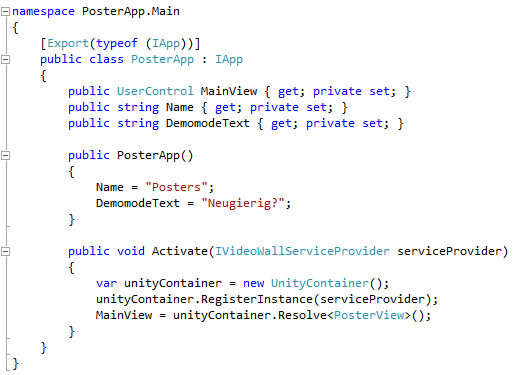 namespace PosterApp.Main
{
    [Export(typeof (IApp))]
    public class PosterApp : IApp
    {
        public UserControl MainView { get; private set; }
        public string Name { get; private set; }
        public string DemomodeText { get; private set; }

        public PosterApp()
        {
            Name = "Posters";
            DemomodeText = "Neugierig?";
        }

        public void Activate(IVideoWallServiceProvider serviceProvider)
        {
            var unityContainer = new UnityContainer();
            unityContainer.RegisterInstance(serviceProvider);
            MainView = unityContainer.Resolve<PosterView>();
        }
    }
}